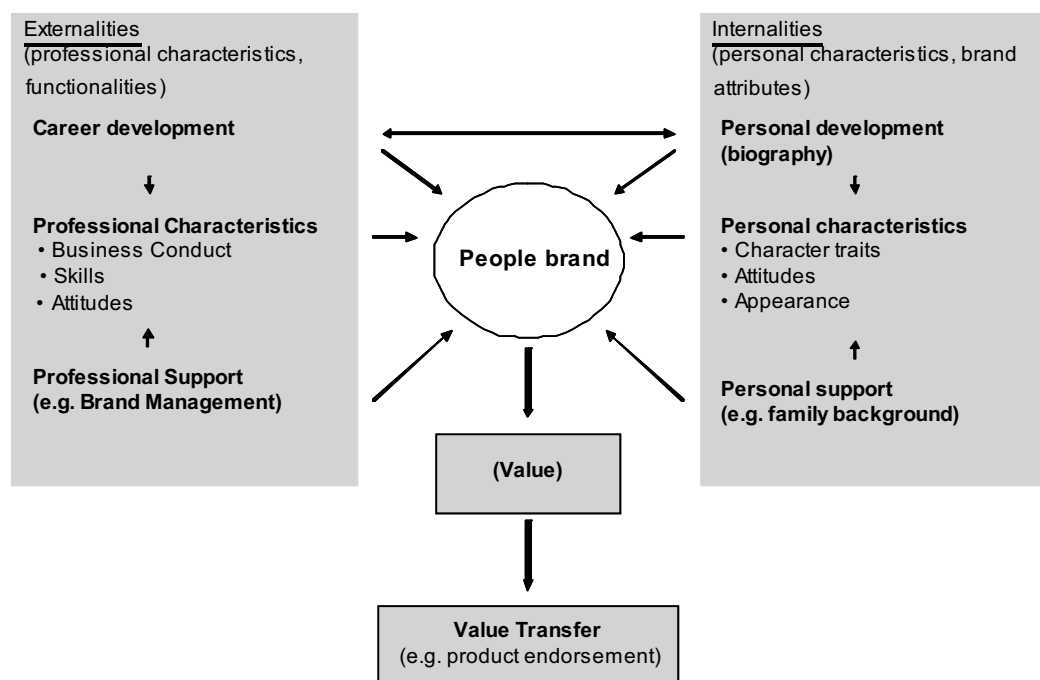 Externalities
(professional characteristics,
functionalities)
Career development
Professional Characteristics
• Business Conduct
• Skills
• Attitudes
Professional Support
(e.g. Brand Management)
People brand
(Value)
Value Transfer
(e.g. product endorsement)
Internalities
(personal characteristics, brand
attributes)
Personal development
(biography)
Personal characteristics
• Character traits
• Attitudes
• Appearance
Personal support
(e.g. family background)